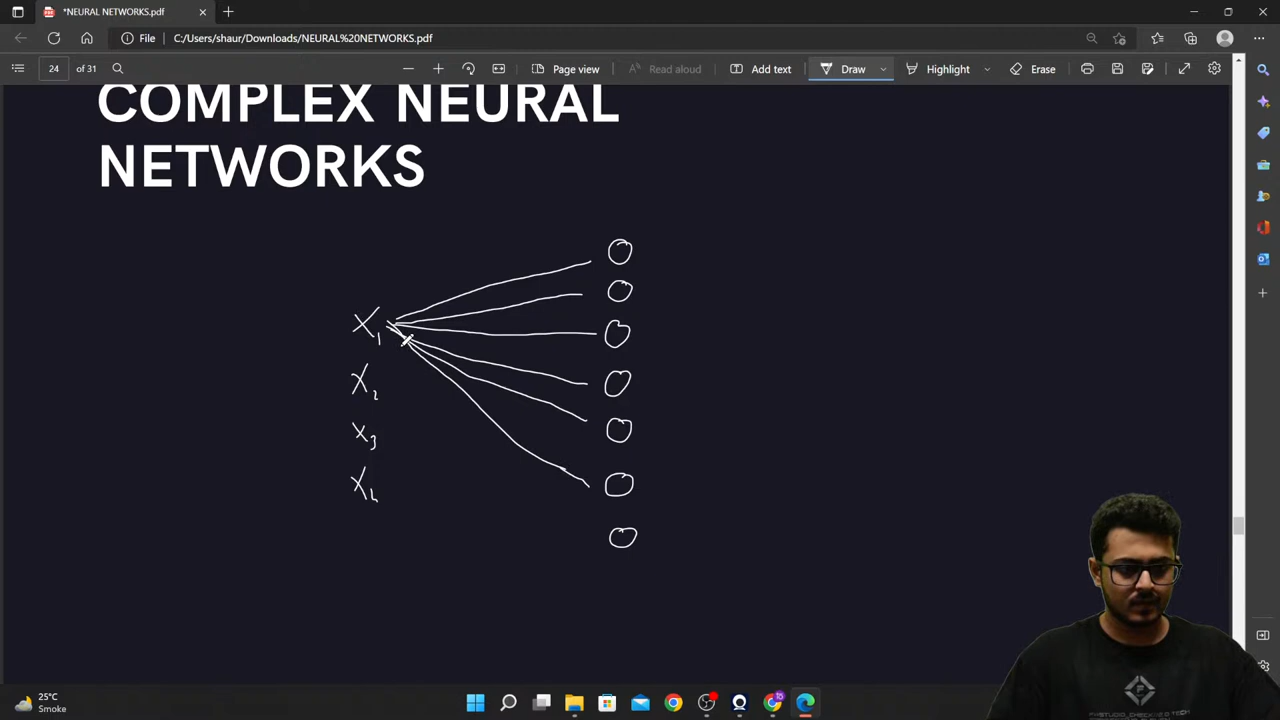 *NEURAL NETWORKS.pdf
File C:/Users/shaur/Downloads/NEURAL%20NETWORKS.pdf
24 of 31 Page view Read aloud Add text Draw Highlight Erase
COMPLEX NEURAL
NETWORKS
X1
X2
X3
X4
25°C
Smoke